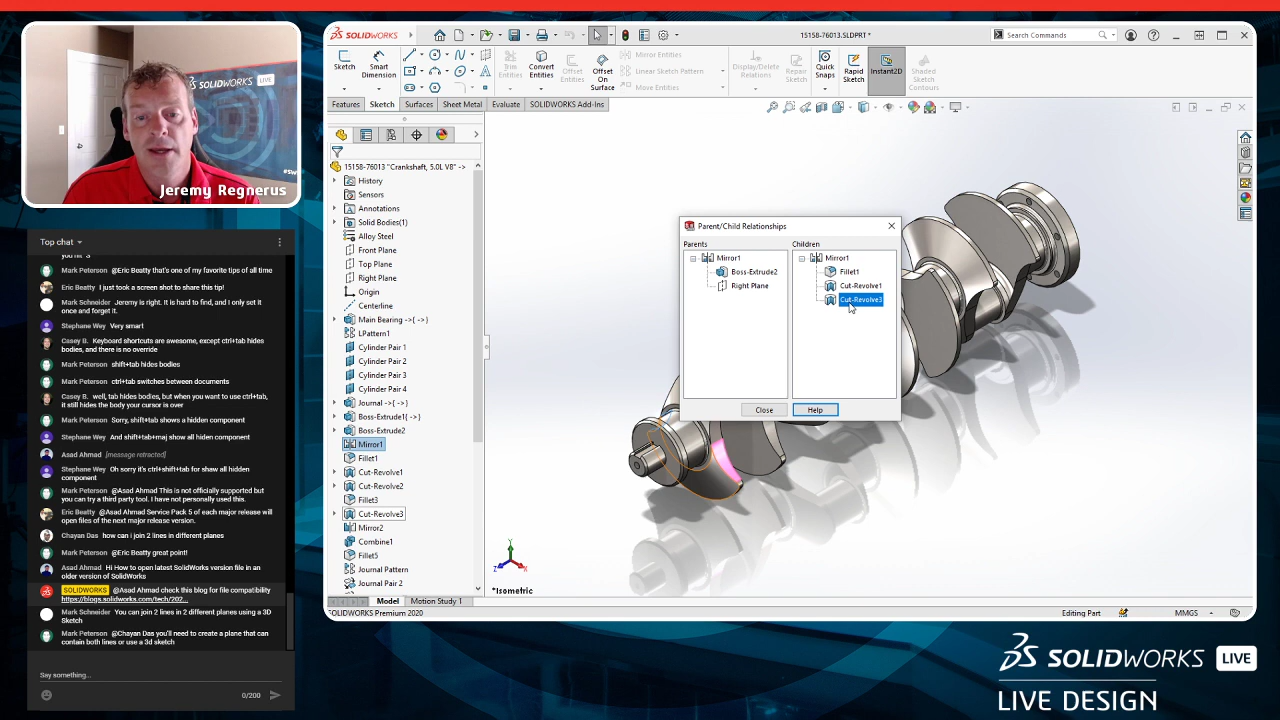 SOLIDWORKS LIVE
#sw
Jeremy Regnerus
Top chat
Mark Peterson @Eric Beatty that's one of my favorite tips of all time
Eric Beatty I just took a screen shot to share this tip!
Mark Schneider Jeremy is right. It is hard to find, and I only set it
once and forget it.
Stephane Wey Very smart
Casey B. Keyboard shortcuts are awesome, except ctrl+tab hides
bodies, and there is no override
Mark Peterson shift+tab hides bodies
Mark Peterson ctrl+tab switches between documents
Casey B. well, tab hides bodies, but when you want to use ctrl+tab,
it still hides the body your cursor is over
Mark Peterson Sorry, shift+tab shows a hidden component
Stephane Wey And shift+tab+maj show all hiden component
Asad Ahmad [message retracted]
Stephane Wey Oh sorry it's ctrl+shift+tab for shaw all hidden
component
Mark Peterson @Asad Ahmad This is not officially supported but
you can try a third party tool. I have not personally used this.
Eric Beatty @Asad Ahmad Service Pack 5 of each major release will
open files of the next major release version.
Chayan Das how can i join 2 lines in different planes
Mark Peterson @Eric Beatty great point!
Asad Ahmad Hi How to open latest SolidWorks version file in an
older version of SolidWorks
SOLIDWORKS @Asad Ahmad check this blog for file compatibility
https://blogs.solidworks.com/tech/202...
Mark Schneider You can join 2 lines in 2 different planes using a 3D
Sketch
Mark Peterson @Chayan Das you'll need to create a plane that can
contain both lines or use a 3d sketch
Say something...
0/200
SOLIDWORKS
15158-76013.SLDPRT *
Search Commands
Sketch
Smart
Dimension
Trim
Entities
Convert
Entities
Offset
Entities
Offset
On
Surface
Mirror Entities
Linear Sketch Pattern
Move Entities
Display/Delete
Relations
Repair
Sketch
Quick
Snaps
Rapid
Sketch
Instant2D
Shaded
Sketch
Contours
Features
Sketch
Surfaces
Sheet Metal
Evaluate
SOLIDWORKS Add-Ins
15158-76013 "Crankshaft, 5.0L V8" ->
History
Sensors
Annotations
Solid Bodies(1)
Alloy Steel
Front Plane
Top Plane
Right Plane
Origin
Centerline
Main Bearing ->{ ->}
LPattern1
Cylinder Pair 1
Cylinder Pair 2
Cylinder Pair 3
Cylinder Pair 4
Journal ->{ ->}
Boss-Extrude1{ ->}
Boss-Extrude2
Mirror1
Fillet1
Cut-Revolve1
Cut-Revolve2
Fillet3
Cut-Revolve3
Mirror2
Combine1
Fillet5
Journal Pattern
Journal Pair 2
Parent/Child Relationships
Parents
Mirror1
Boss-Extrude2
Right Plane
Children
Mirror1
Fillet1
Cut-Revolve1
Cut-Revolve3
Close
Help
Y
Z
X
*Isometric
Model
Motion Study 1
SOLIDWORKS Premium 2020
Editing Part
MMGS
SOLIDWORKS LIVE
LIVE DESIGN